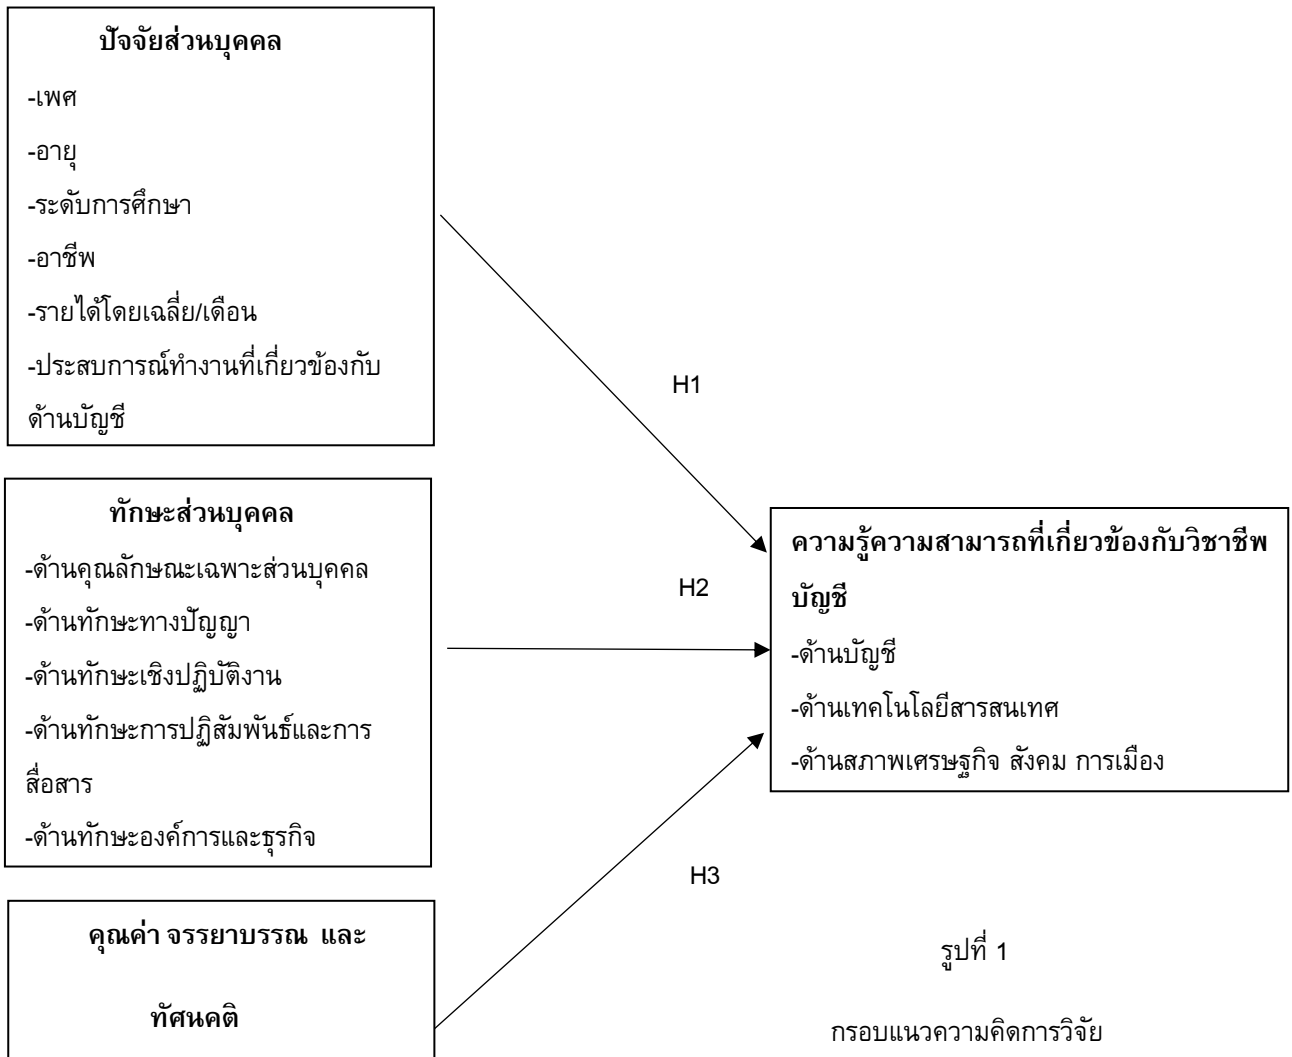 ปัจจัยส่วนบุคคล
-เพศ
-อายุ
-ระดับการศึกษา
-อาชีพ
-รายได้โดยเฉลี่ย/เดือน
-ประสบการณ์ทำงานที่เกี่ยวข้องกับ
ด้านบัญชี
H1
ทักษะส่วนบุคคล
-ด้านคุณลักษณะเฉพาะส่วนบุคคล
-ด้านทักษะทางปัญญา
-ด้านทักษะเชิงปฏิบัติงาน
-ด้านทักษะการปฏิสัมพันธ์และการ
สื่อสาร
-ด้านทักษะองค์การและธุรกิจ
H2
ความรู้ความสามารถที่เกี่ยวข้องกับวิชาชีพ
บัญชี
-ด้านบัญชี
-ด้านเทคโนโลยีสารสนเทศ
-ด้านสภาพเศรษฐกิจ สังคม การเมือง
H3
คุณค่า จรรยาบรรณ และ
ทัศนคติ
รูปที่ 1
กรอบแนวความคิดการวิจัย